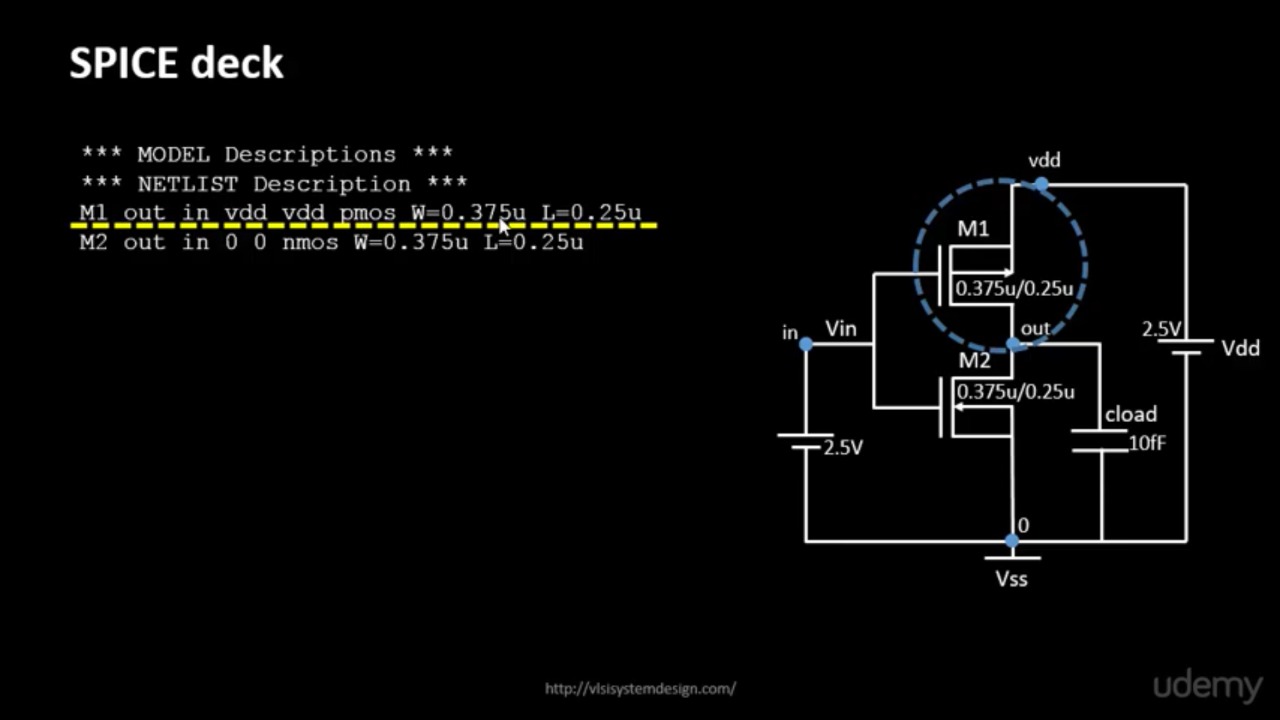 SPICE deck
*** MODEL Descriptions ***
*** NETLIST Description ***
M1 out in vdd vdd pmos W=0.375u L=0.25u
M2 out in 0 0 nmos W=0.375u L=0.25u
vdd
M1
0.375u/0.25u
in
Vin
out
2.5V
Vdd
M2
0.375u/0.25u
cload
10fF
2.5V
0
Vss
http://vlsisystemdesign.com/
udemy